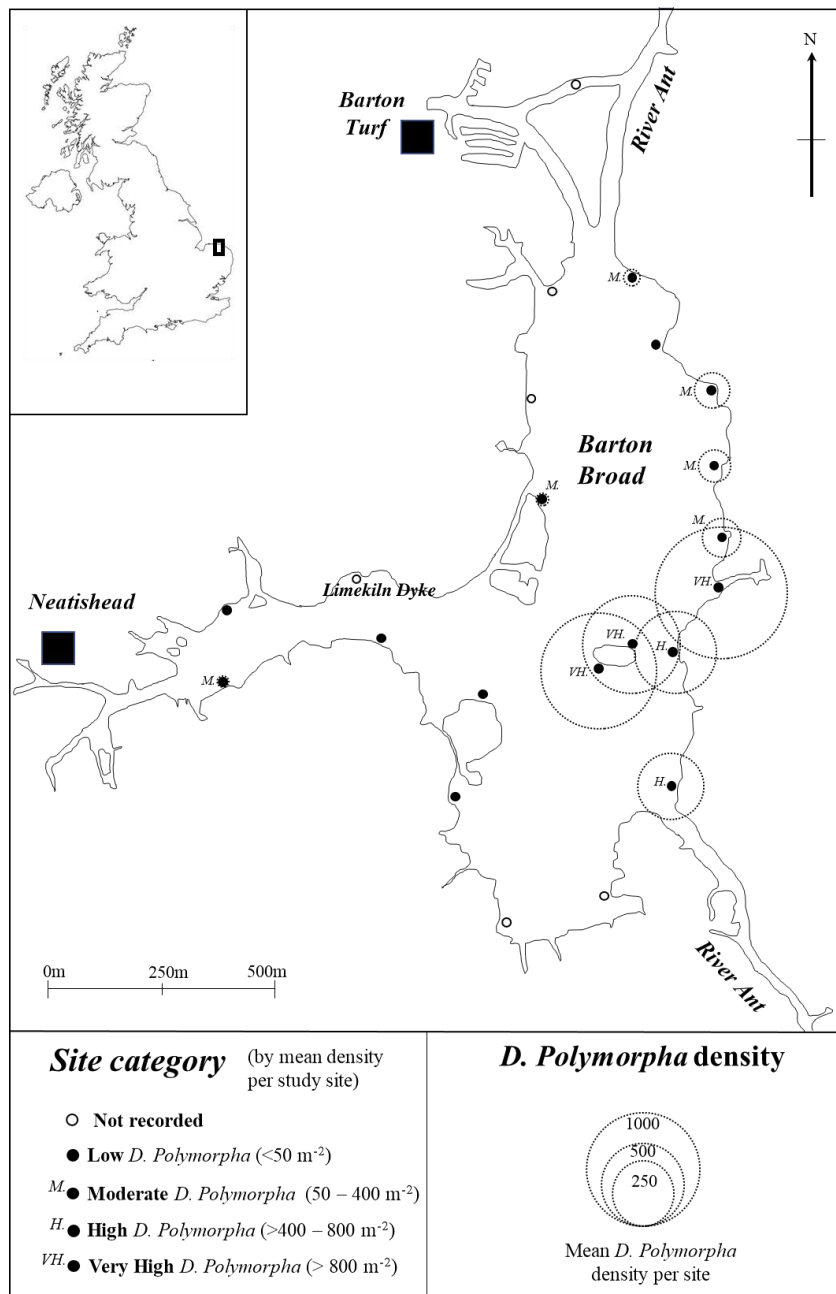 N
Barton
Turf
River Ant
M.
M.
Barton
Broad
M.
M.
M.
VH.
Limekiln Dyke
Neatishead
VH.
H.
VH.
M.
H.
River Ant
0m 250m 500m
Site category (by mean density
per study site)
Not recorded
Low D. Polymorpha (<50 m-2)
M. Moderate D. Polymorpha (50 – 400 m-2)
H. High D. Polymorpha (>400 – 800 m-2)
VH. Very High D. Polymorpha (> 800 m-2)
D. Polymorpha density
1000
500
250
Mean D. Polymorpha
density per site